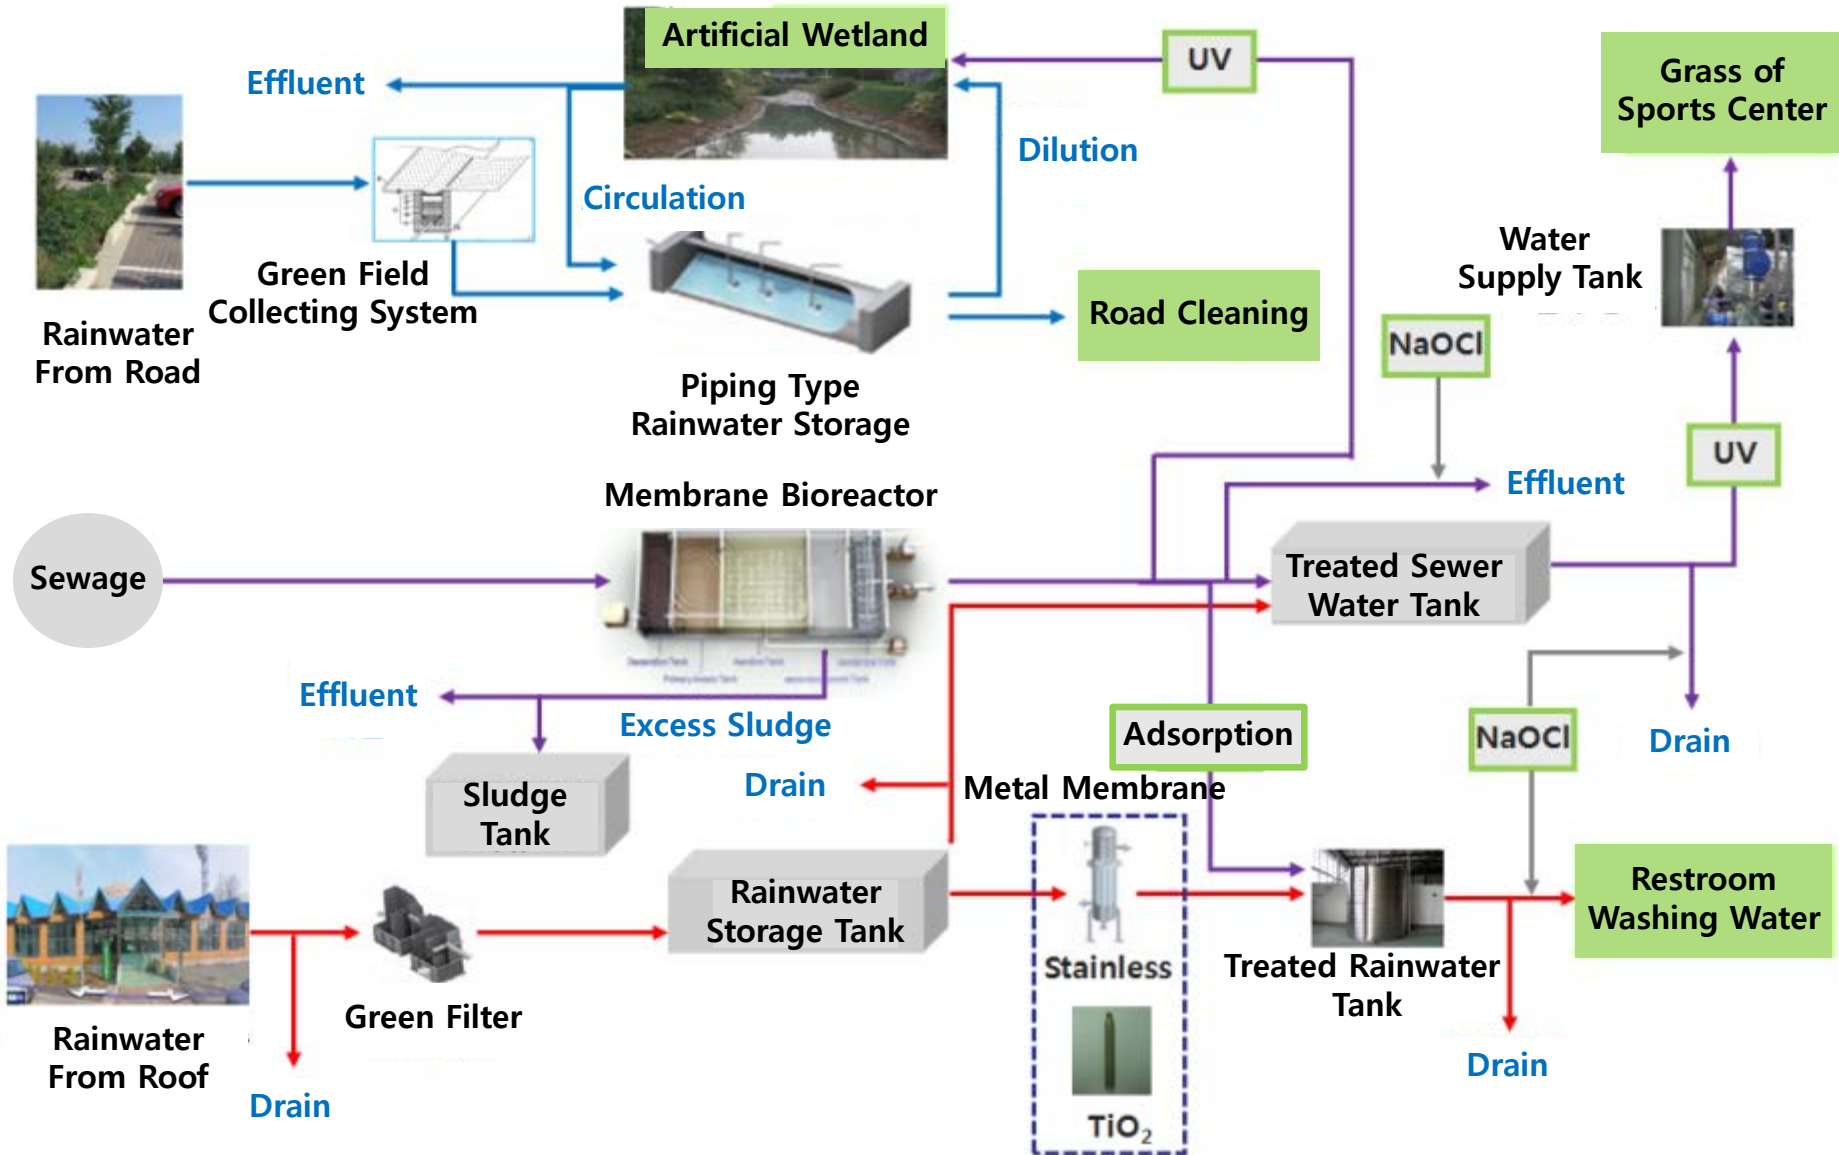 Artificial Wetland
UV
Grass of
Sports Center
Effluent
Dilution
Circulation
Water
Supply Tank
Green Field
Collecting System
Road Cleaning
Rainwater
From Road
NaOCl
Piping Type
Rainwater Storage
UV
Membrane Bioreactor
Effluent
Sewage
Treated Sewer
Water Tank
Aeration Tank
Effluent
Excess Sludge
Adsorption
NaOCl
Drain
Drain
Metal Membrane
Sludge
Tank
Rainwater
Storage Tank
Restroom
Washing Water
Stainless
Treated Rainwater
Tank
Green Filter
Rainwater
From Roof
Drain
Drain
TiO2